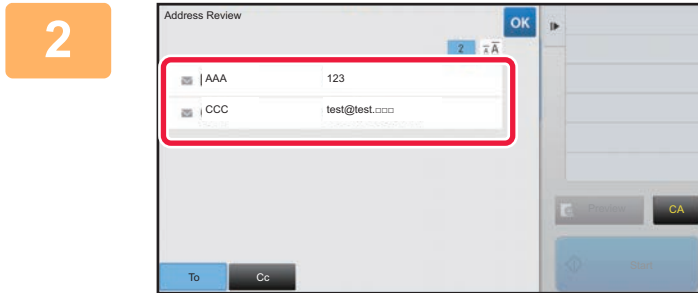 2
Address Review
OK
2 A A
AAA 123
CCC test@test.□□□
Preview CA
Start
To Cc